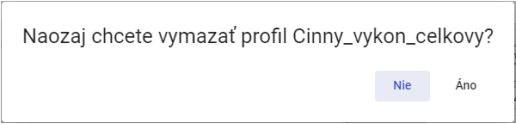 Naozaj chcete vymazať profil Cinny_vykon_celkovy?
Nie Áno